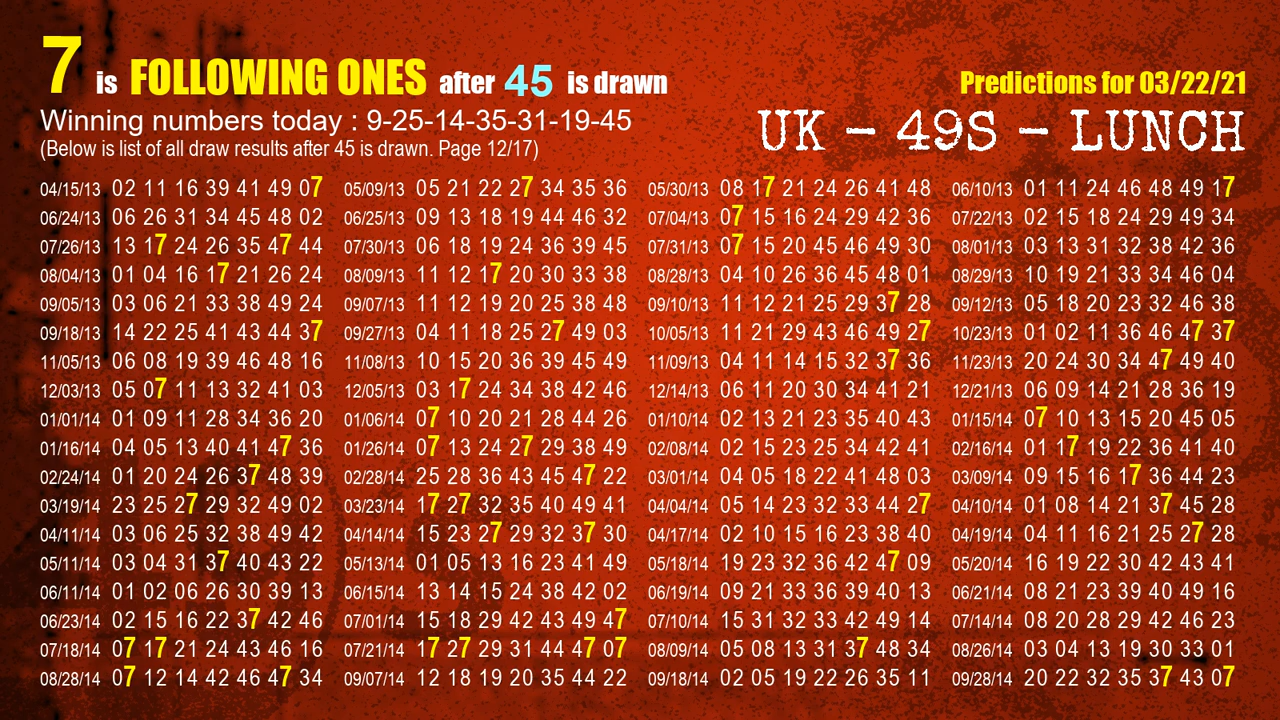 7 is FOLLOWING ONES after 45 is drawn
Predictions for 03/22/21
Winning numbers today : 9-25-14-35-31-19-45
UK - 49S - LUNCH
(Below is list of all draw results after 45 is drawn. Page 12/17)
04/15/13 02 11 16 39 41 49 07 05/09/13 05 21 22 27 34 35 36 05/30/13 08 17 21 24 26 41 48 06/10/13 01 11 24 46 48 49 17
06/24/13 06 26 31 34 45 48 02 06/25/13 09 13 18 19 44 46 32 07/04/13 07 15 16 24 29 42 36 07/22/13 02 15 18 24 29 49 34
07/26/13 13 17 24 26 35 47 44 07/30/13 06 18 19 24 36 39 45 07/31/13 07 15 20 45 46 49 30 08/01/13 03 13 31 32 38 42 36
08/04/13 01 04 16 17 21 26 24 08/09/13 11 12 17 20 30 33 38 08/28/13 04 10 26 36 45 48 01 08/29/13 10 19 21 33 34 46 04
09/05/13 03 06 21 33 38 49 24 09/07/13 11 12 19 20 25 38 48 09/10/13 11 12 21 25 29 37 28 09/12/13 05 18 20 23 32 46 38
09/18/13 14 22 25 41 43 44 37 09/27/13 04 11 18 25 27 49 03 10/05/13 11 21 29 43 46 49 27 10/23/13 01 02 11 36 46 47 37
11/05/13 06 08 19 39 46 48 16 11/08/13 10 15 20 36 39 45 49 11/09/13 04 11 14 15 32 37 36 11/23/13 20 24 30 34 47 49 40
12/03/13 05 07 11 13 32 41 03 12/05/13 03 17 24 34 38 42 46 12/14/13 06 11 20 30 34 41 21 12/21/13 06 09 14 21 28 36 19
01/01/14 01 09 11 28 34 36 20 01/06/14 07 10 20 21 28 44 26 01/10/14 02 13 21 23 35 40 43 01/15/14 07 10 13 15 20 45 05
01/16/14 04 05 13 40 41 47 36 01/26/14 07 13 24 27 29 38 49 02/08/14 02 15 23 25 34 42 41 02/16/14 01 17 19 22 36 41 40
02/24/14 01 20 24 26 37 48 39 02/28/14 25 28 36 43 45 47 22 03/01/14 04 05 18 22 41 48 03 03/09/14 09 15 16 17 36 44 23
03/19/14 23 25 27 29 32 49 02 03/23/14 17 27 32 35 40 49 41 04/04/14 05 14 23 32 33 44 27 04/10/14 01 08 14 21 37 45 28
04/11/14 03 06 25 32 38 49 42 04/14/14 15 23 27 29 32 37 30 04/17/14 02 10 15 16 23 38 40 04/19/14 04 11 16 25 21 27 28
05/11/14 03 04 31 37 40 43 22 05/13/14 01 05 13 16 23 41 49 05/18/14 19 23 32 36 42 47 09 05/20/14 16 19 22 30 42 43 41
06/11/14 01 02 06 26 30 39 13 06/15/14 13 14 15 24 38 42 02 06/19/14 09 21 33 36 39 40 13 06/21/14 08 21 23 39 40 49 16
06/23/14 02 15 16 22 37 42 46 07/01/14 15 18 29 42 43 49 47 07/10/14 15 31 32 33 42 49 14 07/14/14 08 20 28 29 42 46 23
07/18/14 07 17 21 24 43 46 16 07/21/14 17 27 29 31 44 47 07 08/09/14 05 08 13 31 37 48 34 08/26/14 03 04 13 19 30 33 01
08/28/14 07 12 14 42 46 47 34 09/07/14 12 18 19 20 35 44 22 09/18/14 02 05 19 22 26 35 11 09/28/14 20 22 32 35 37 43 07